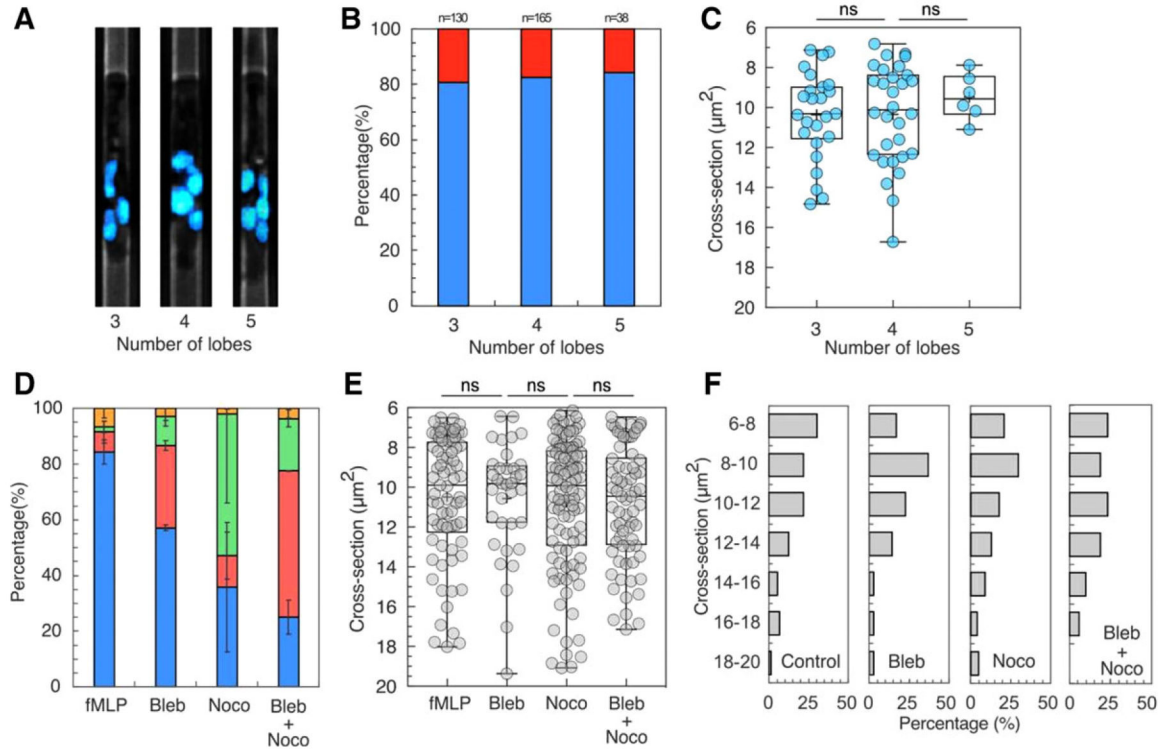 A
3 4 5
Number of lobes
B
n=130 n=165 n=38
100
80
60
40
20
0
Percentage(%)
3 4 5
Number of lobes
C
ns ns
6
8
10
12
14
16
18
20
Cross-section (μm²)
3 4 5
Number of lobes
D
100
80
60
40
20
0
Percentage(%)
fMLP Bleb Noco Bleb
+
Noco
E
ns ns ns
6
8
10
12
14
16
18
20
Cross-section (μm²)
fMLP Bleb Noco Bleb
+
Noco
F
Cross-section (μm²)
6-8
8-10
10-12
12-14
14-16
16-18
18-20
Control Bleb Noco Bleb
+
Noco
0 50 0 50 0 50 0 50
Percentage (%)